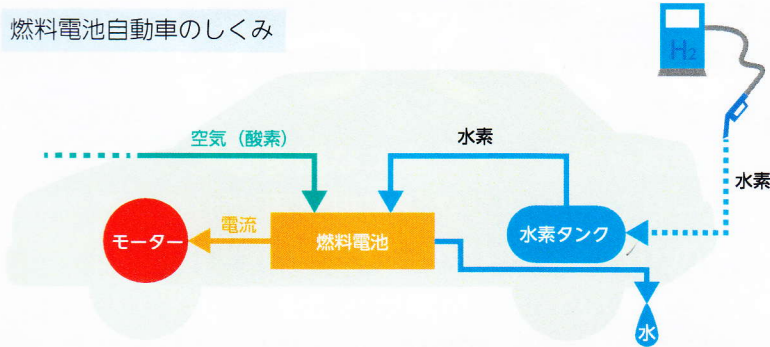 燃料電池自動車のしくみ
H2
空気（酸素）
水素
水素
モーター
電流
燃料電池
水素タンク
水